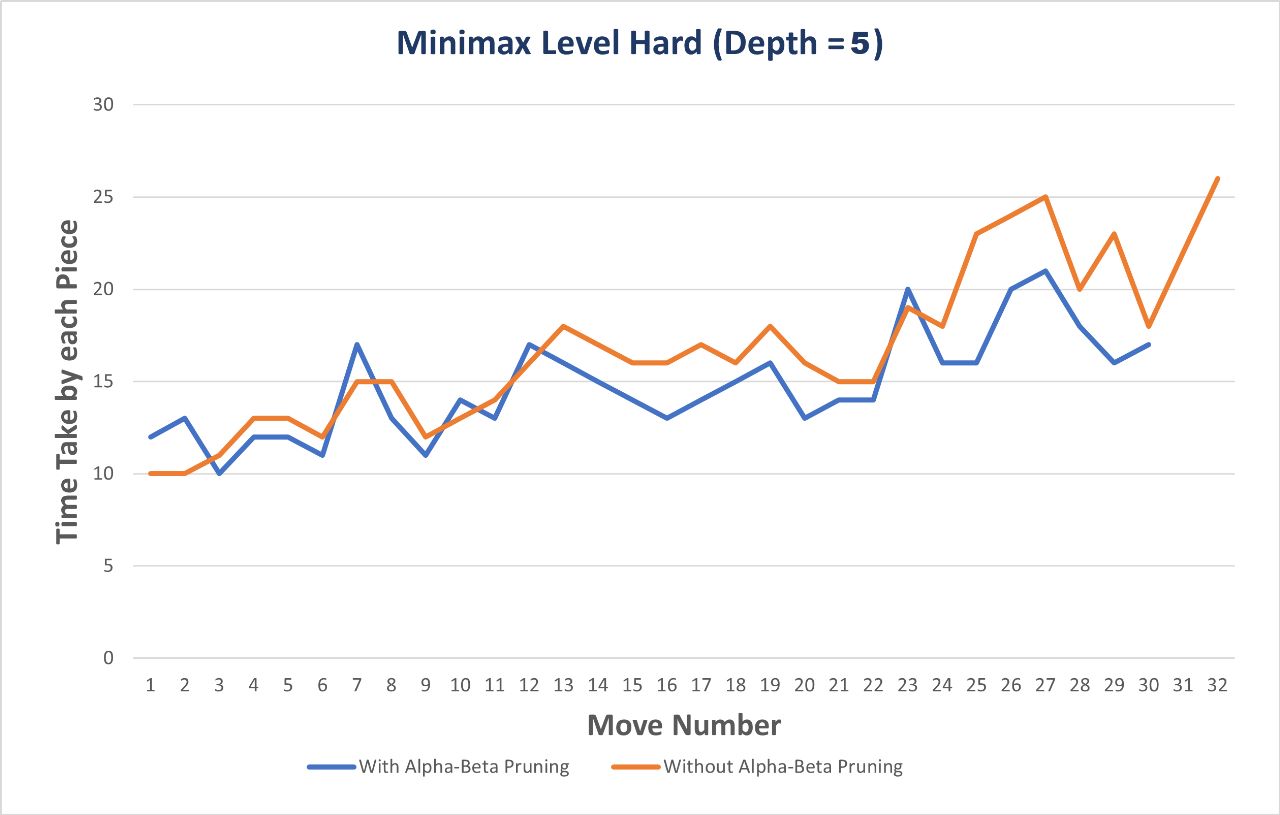 Minimax Level Hard (Depth = 5)
30
25
20
15
10
5
0
Time Take by each Piece
1 2 3 4 5 6 7 8 9 10 11 12 13 14 15 16 17 18 19 20 21 22 23 24 25 26 27 28 29 30 31 32
Move Number
With Alpha-Beta Pruning Without Alpha-Beta Pruning